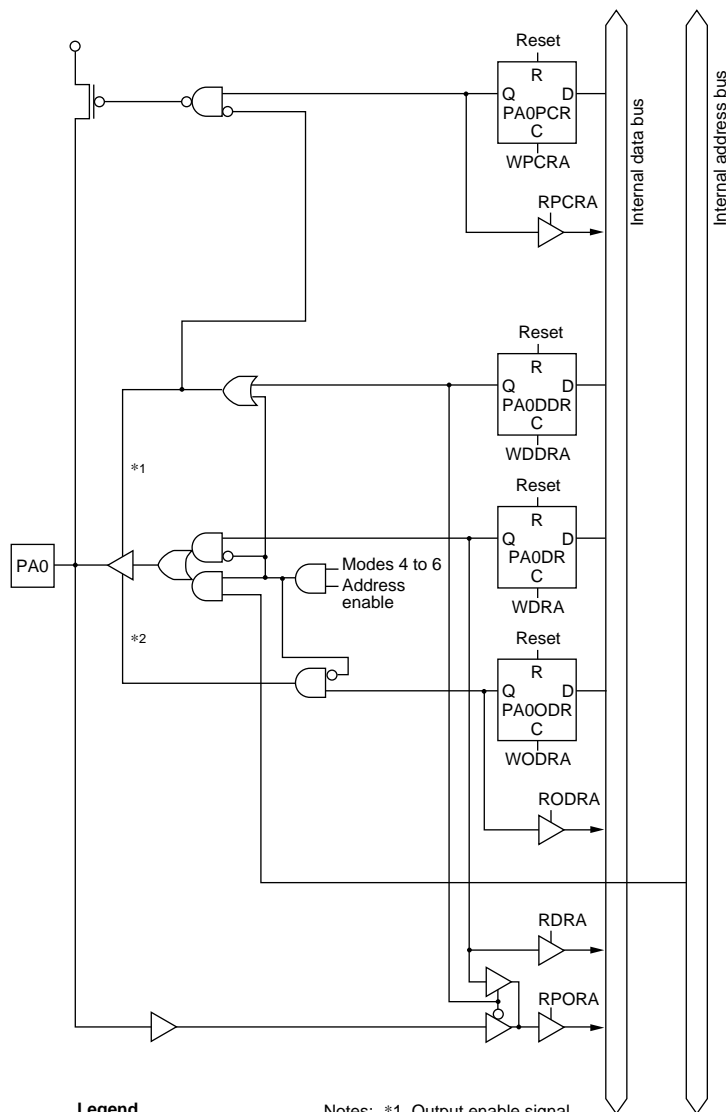 Reset
R
Q D
PA0PCR
C
WPCRA
RPCRA
Internal data bus
Internal address bus
Reset
R
Q D
PA0DDR
C
WDDRA
*1
Reset
R
Q D
PA0DR
C
WDRA
PA0
Modes 4 to 6
Address
enable
*2
Reset
R
Q D
PA0ODR
C
WODRA
RODRA
RDRA
RPORA
Legend
Notes: *1 Output enable signal